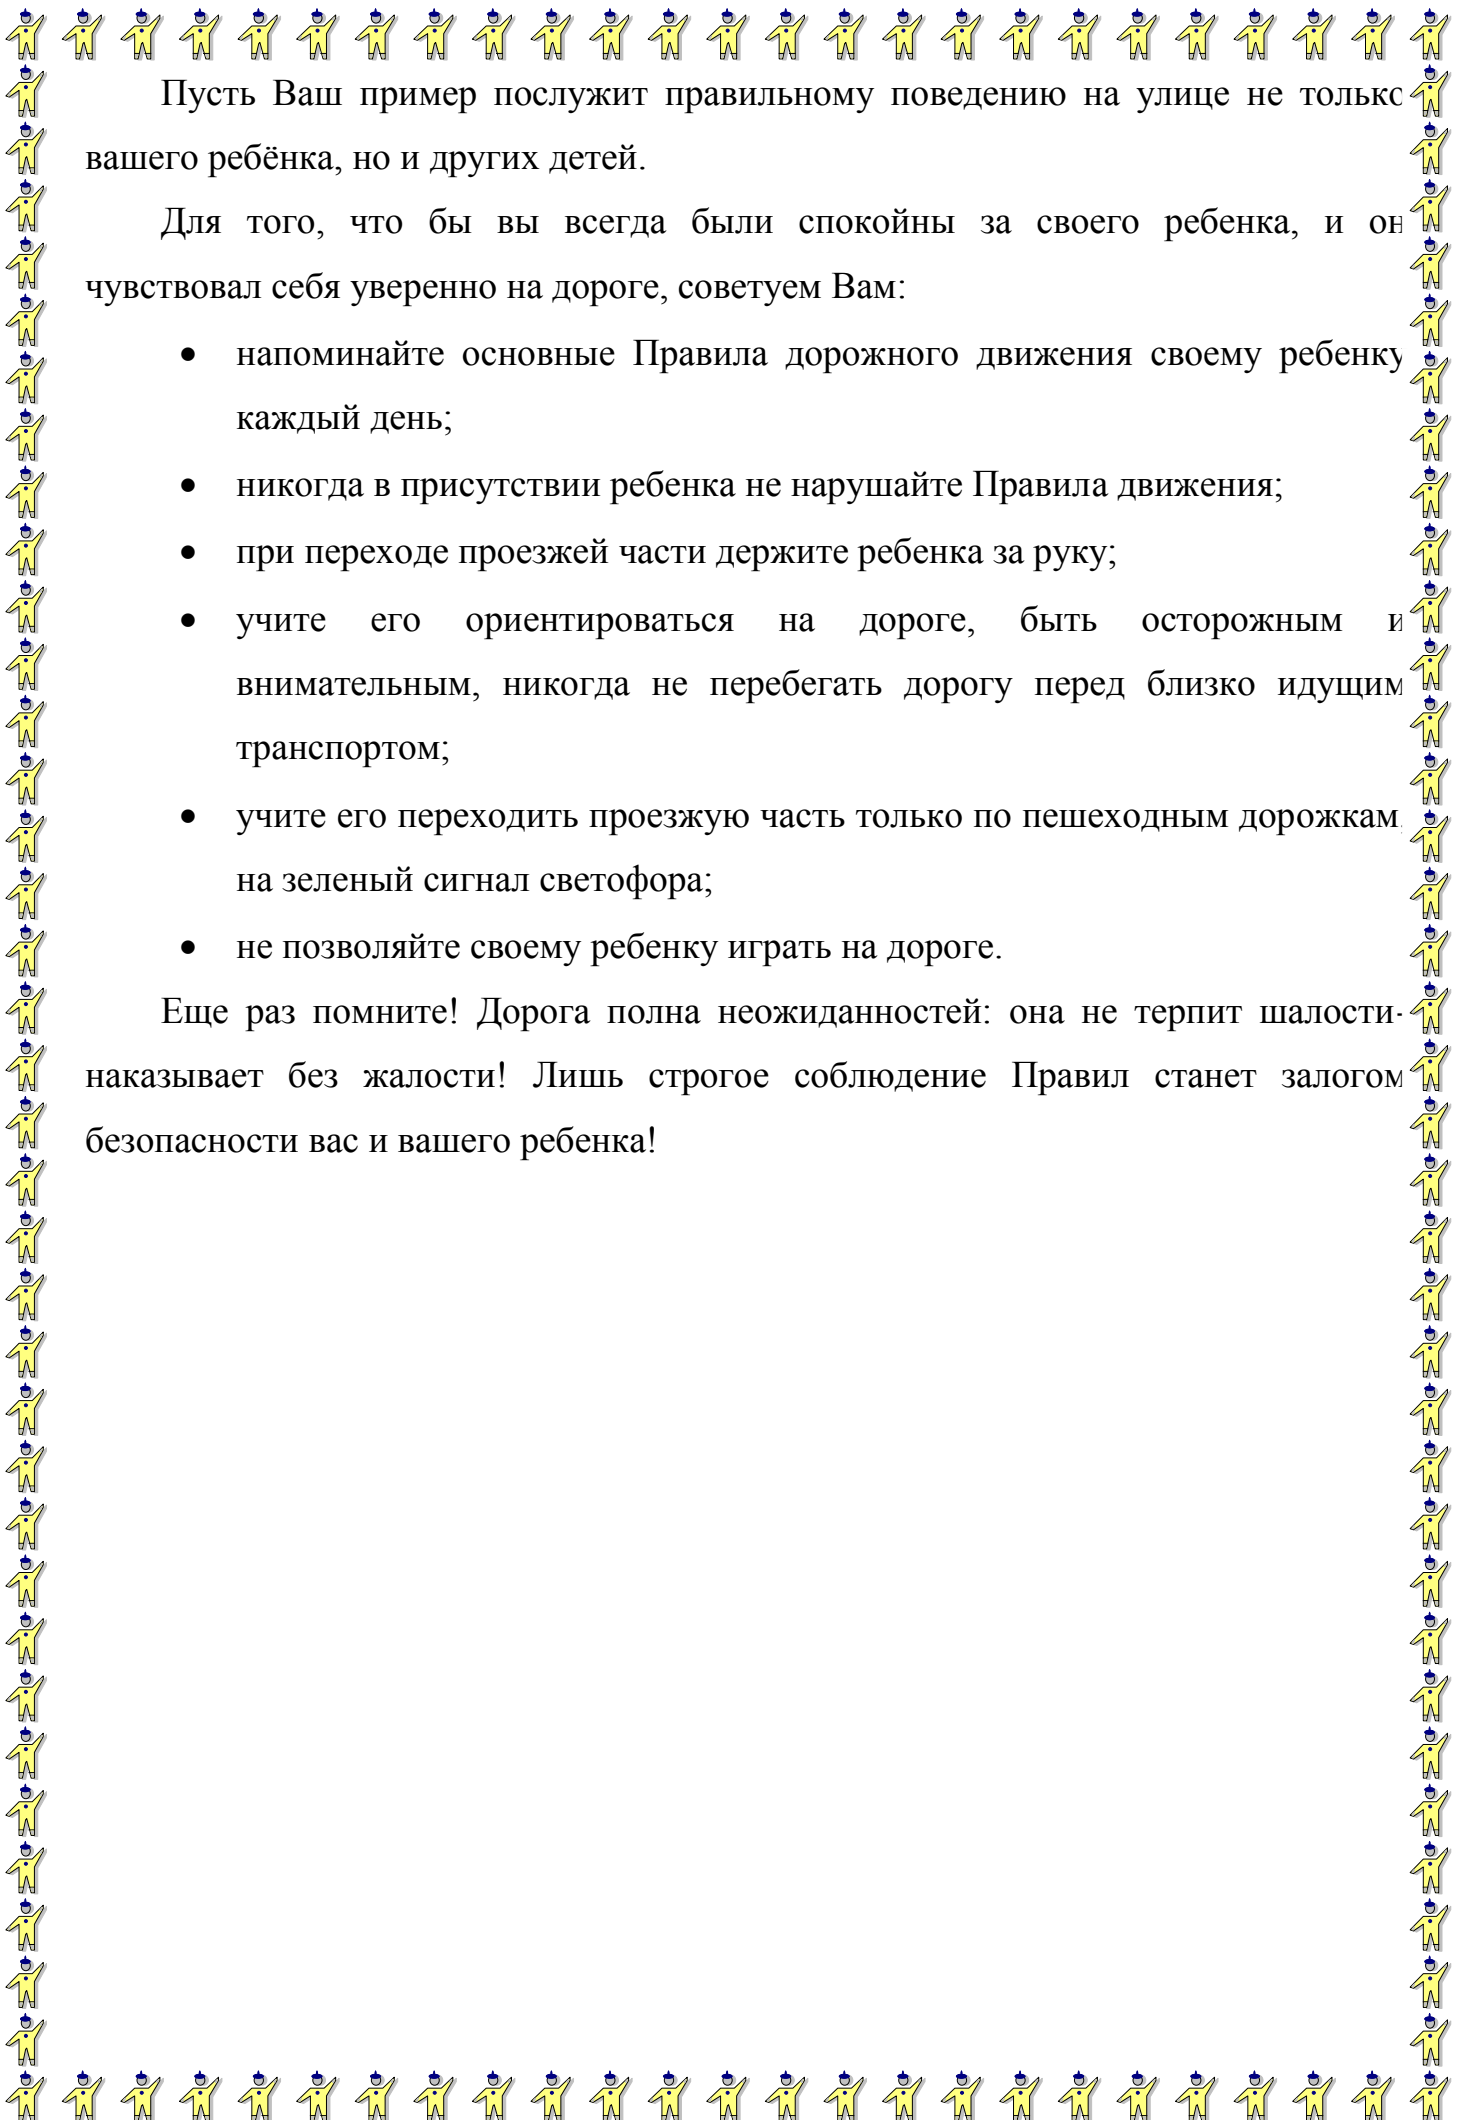 Пусть Ваш пример послужит правильному поведению на улице не только
вашего ребёнка, но и других детей.
Для того, что бы вы всегда были спокойны за своего ребенка, и он
чувствовал себя уверенно на дороге, советуем Вам:
• напоминайте основные Правила дорожного движения своему ребенку
каждый день;
• никогда в присутствии ребенка не нарушайте Правила движения;
• при переходе проезжей части держите ребенка за руку;
• учите его ориентироваться на дороге, быть осторожным и
внимательным, никогда не перебегать дорогу перед близко идущим
транспортом;
• учите его переходить проезжую часть только по пешеходным дорожкам,
на зеленый сигнал светофора;
• не позволяйте своему ребенку играть на дороге.
Еще раз помните! Дорога полна неожиданностей: она не терпит шалости-
наказывает без жалости! Лишь строгое соблюдение Правил станет залогом
безопасности вас и вашего ребенка!